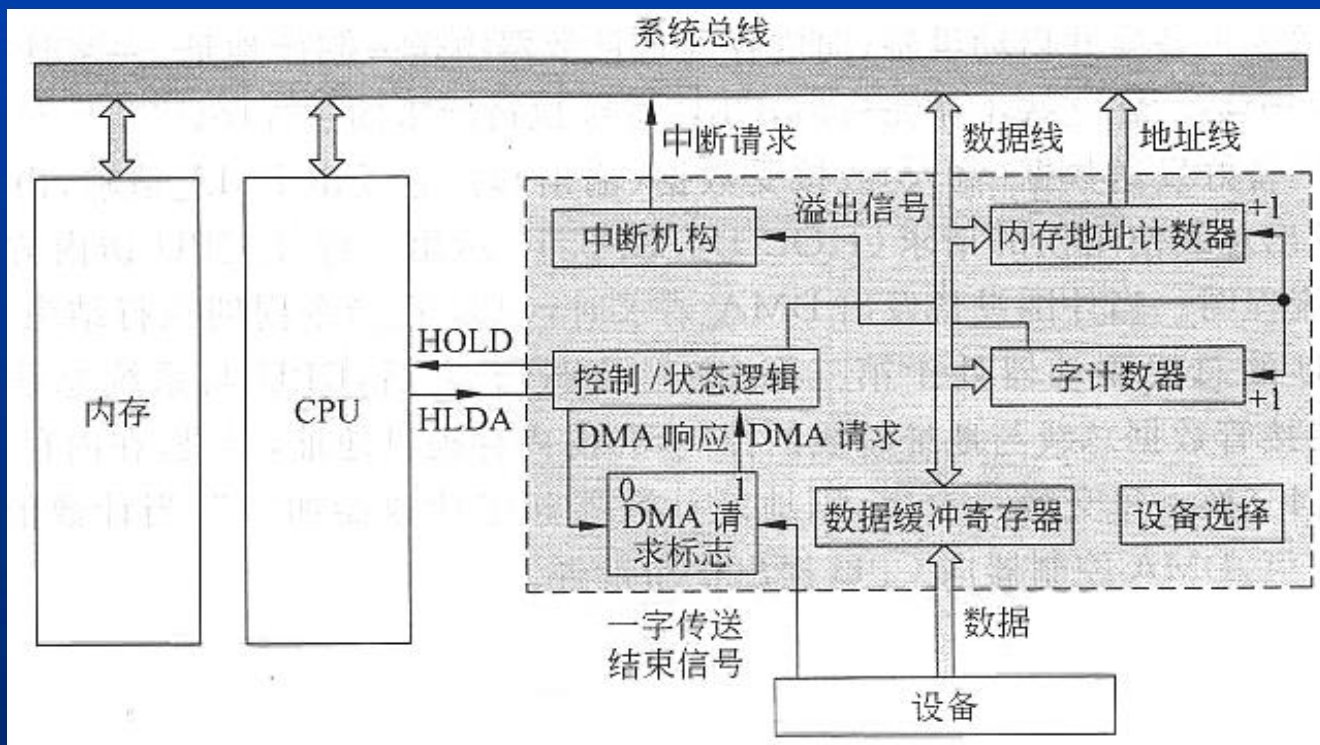 系统总线
中断请求
数据线
地址线
溢出信号
+1
中断机构
内存地址计数器
HOLD
控制/状态逻辑
字计数器
+1
内存
CPU
HLDA
DMA 响应
DMA 请求
0 1
DMA 请
求标志
数据缓冲寄存器
设备选择
一字传送
结束信号
数据
设备